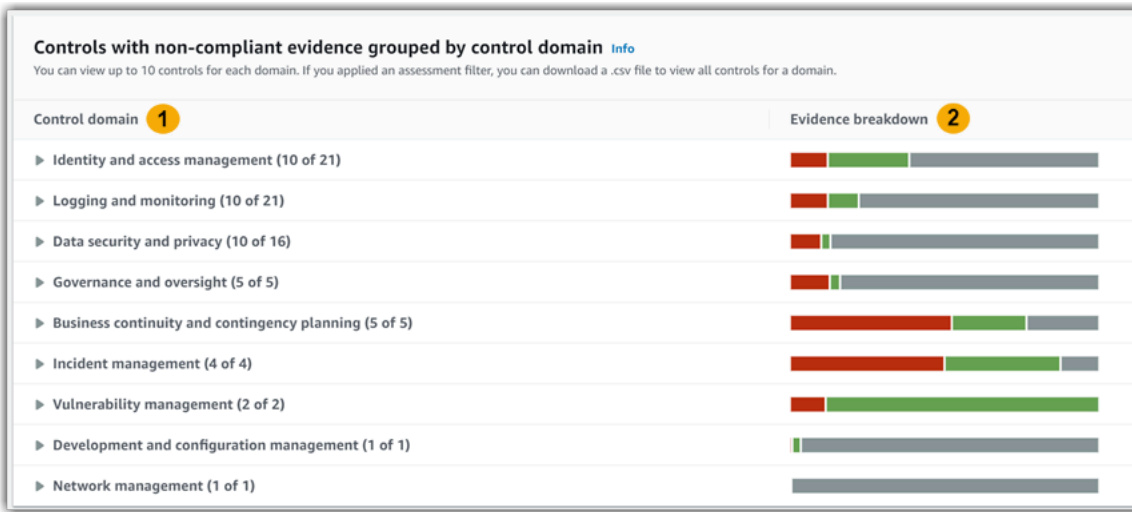 Controls with non-compliant evidence grouped by control domain Info
You can view up to 10 controls for each domain. If you applied an assessment filter, you can download a .csv file to view all controls for a domain.
Control domain 1 Evidence breakdown 2
Identity and access management (10 of 21)
Logging and monitoring (10 of 21)
Data security and privacy (10 of 16)
Governance and oversight (5 of 5)
Business continuity and contingency planning (5 of 5)
Incident management (4 of 4)
Vulnerability management (2 of 2)
Development and configuration management (1 of 1)
Network management (1 of 1)